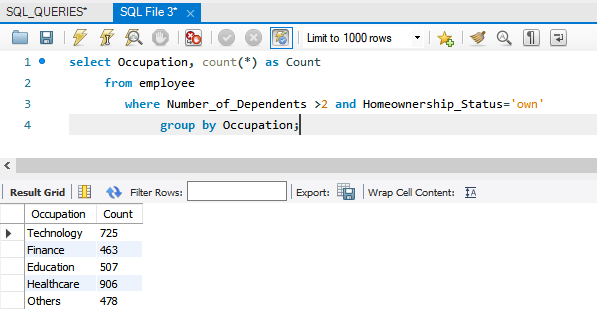 SQL_QUERIES* SQL File 3*
Limit to 1000 rows
1 select Occupation, count(*) as Count
2 from employee
3 where Number_of_Dependents >2 and Homeownership_Status='own'
4 group by Occupation;
Result Grid Filter Rows: Export: Wrap Cell Content:
Occupation Count
Technology 725
Finance 463
Education 507
Healthcare 906
Others 478